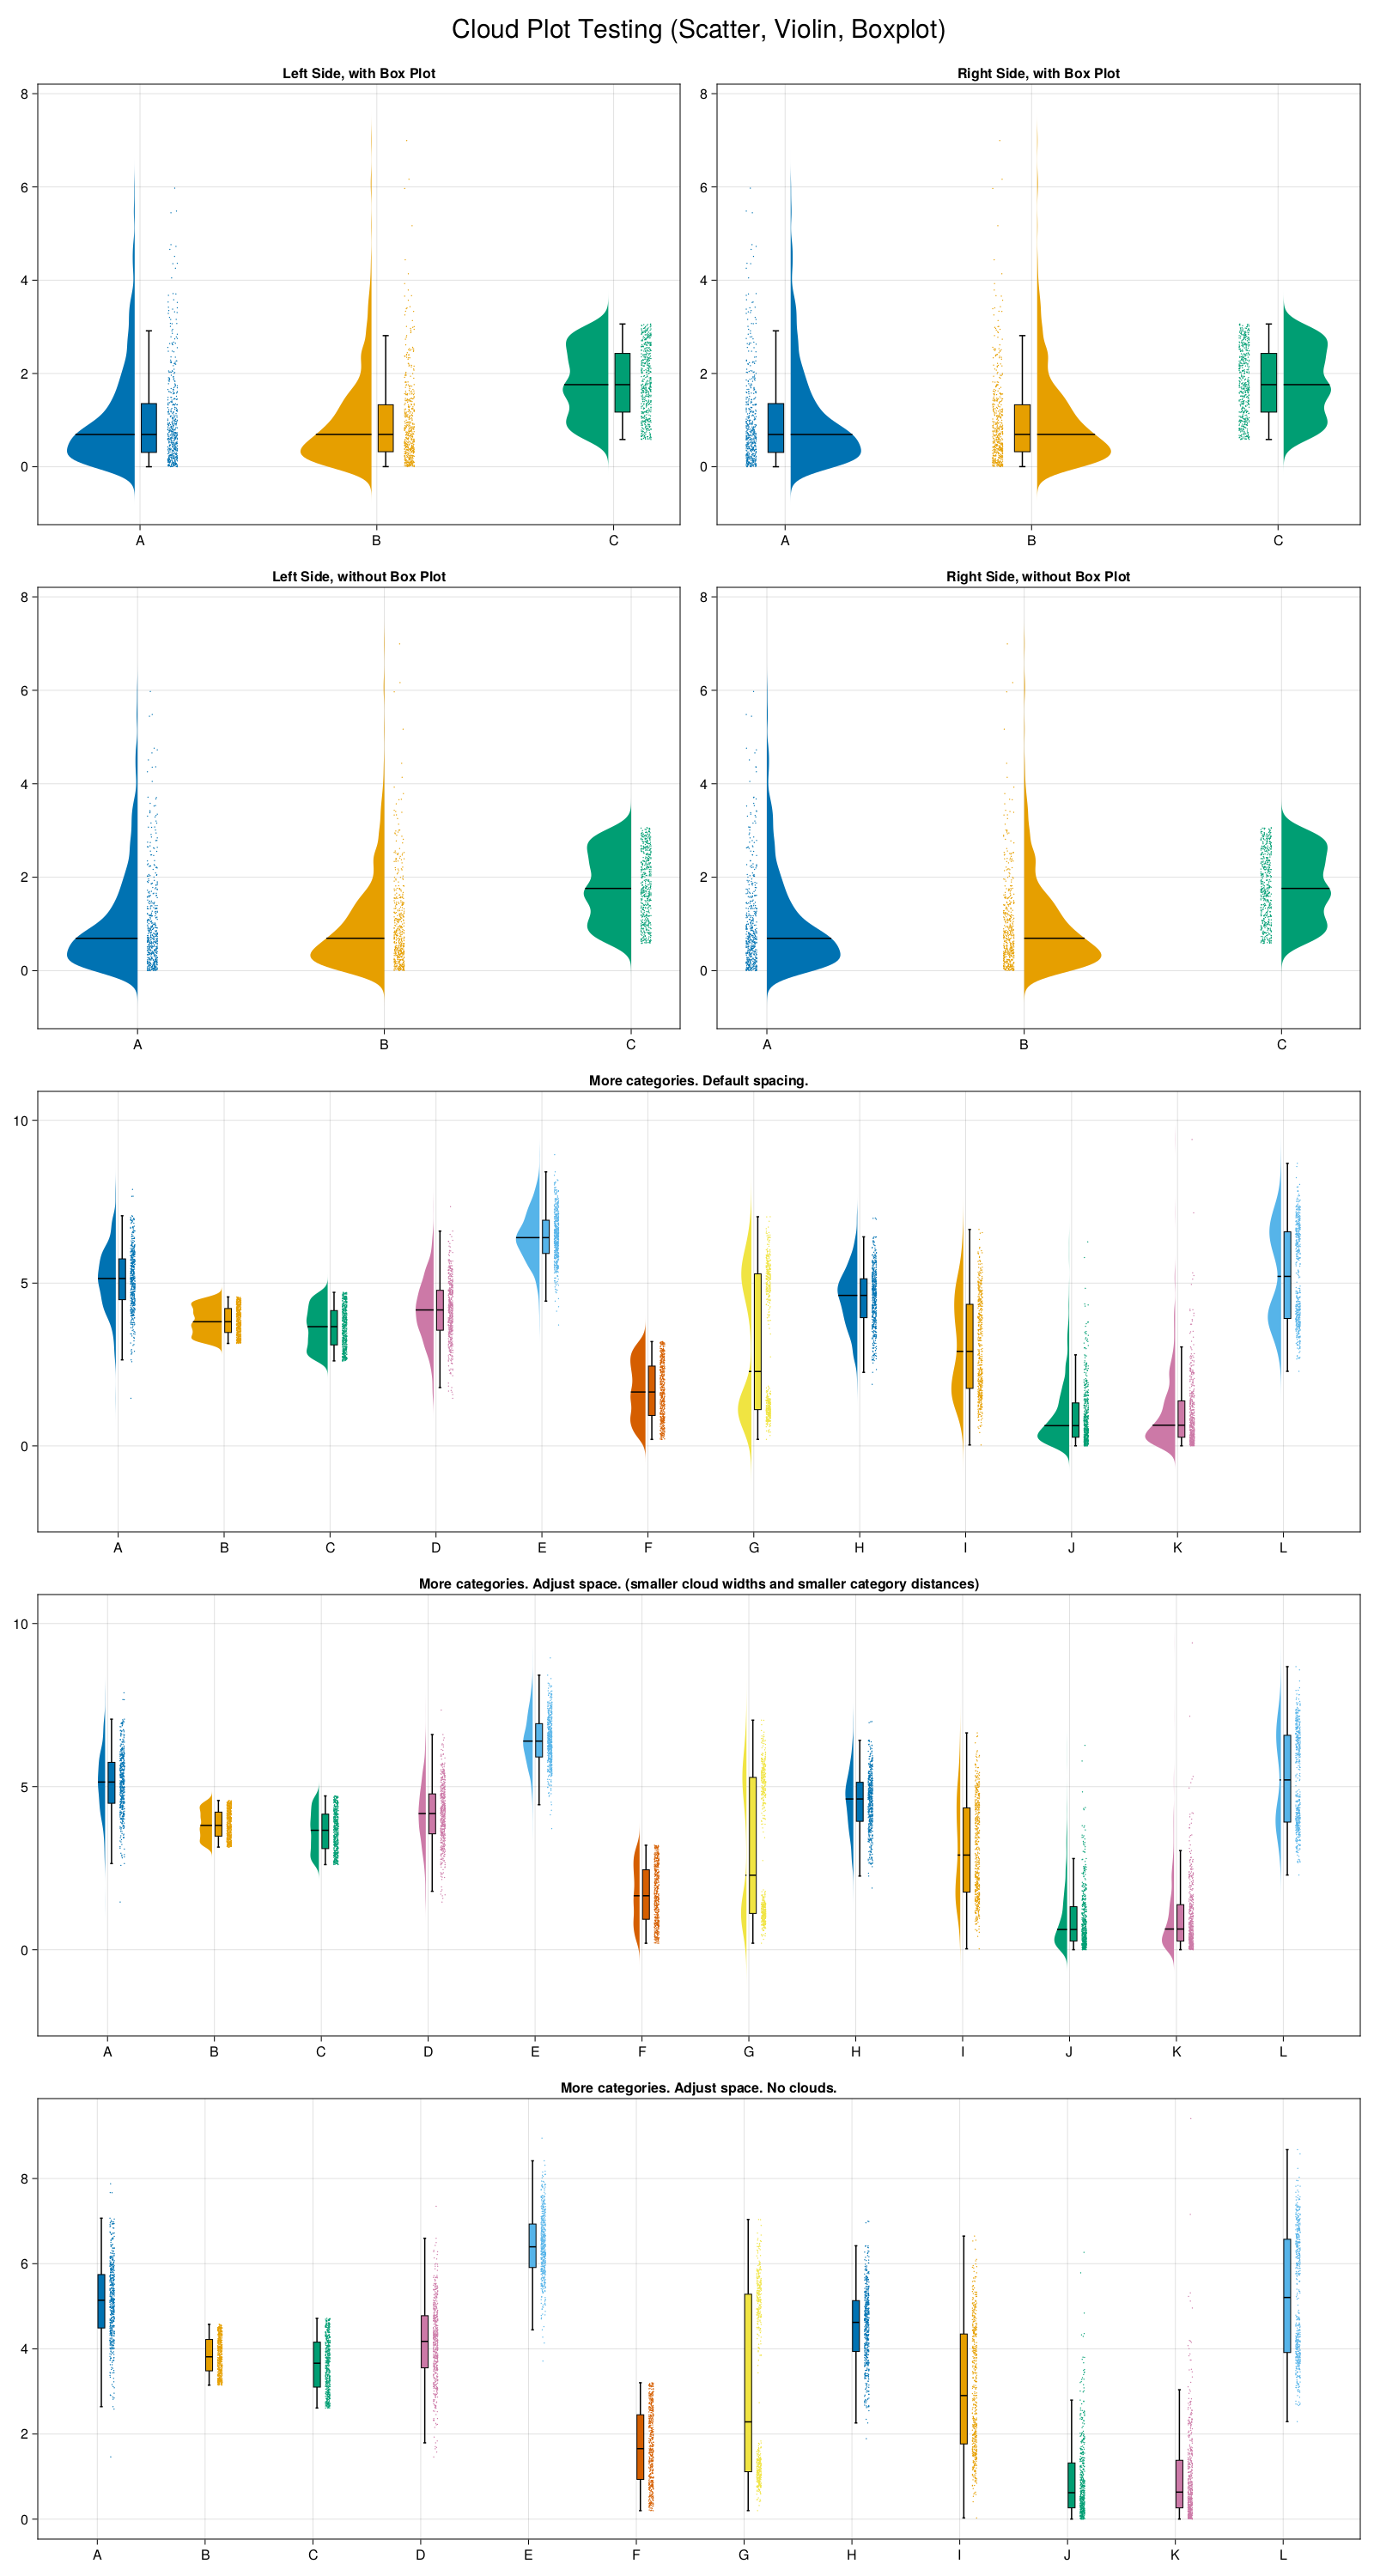 Cloud Plot Testing (Scatter, Violin, Boxplot)
Left Side, with Box Plot
8
6
4
2
0
A B C
Right Side, with Box Plot
8
6
4
2
0
A B C
Left Side, without Box Plot
8
6
4
2
0
A B C
Right Side, without Box Plot
8
6
4
2
0
A B C
More categories. Default spacing.
10
5
0
A B C D E F G H I J K L
More categories. Adjust space. (smaller cloud widths and smaller category distances)
10
5
0
A B C D E F G H I J K L
More categories. Adjust space. No clouds.
8
6
4
2
0
A B C D E F G H I J K L